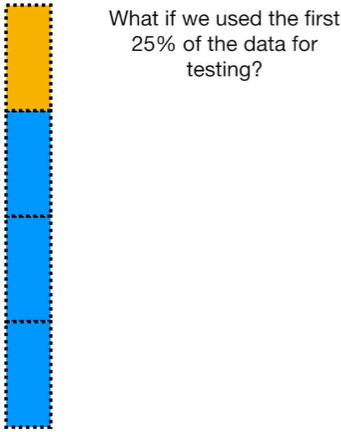 What if we used the first
25% of the data for
testing?